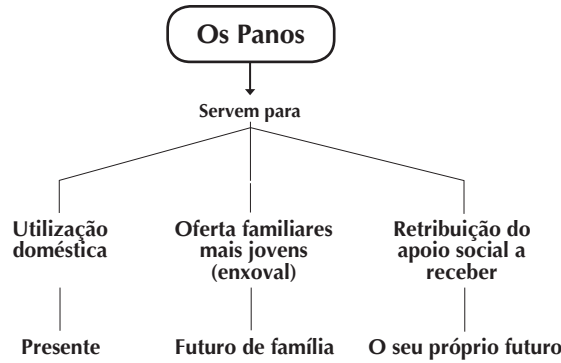 Os Panos
Servem para
Utilização
doméstica
Oferta familiares
mais jovens
(enxoval)
Retribuição do
apoio social a
receber
Presente
Futuro de família
O seu próprio futuro